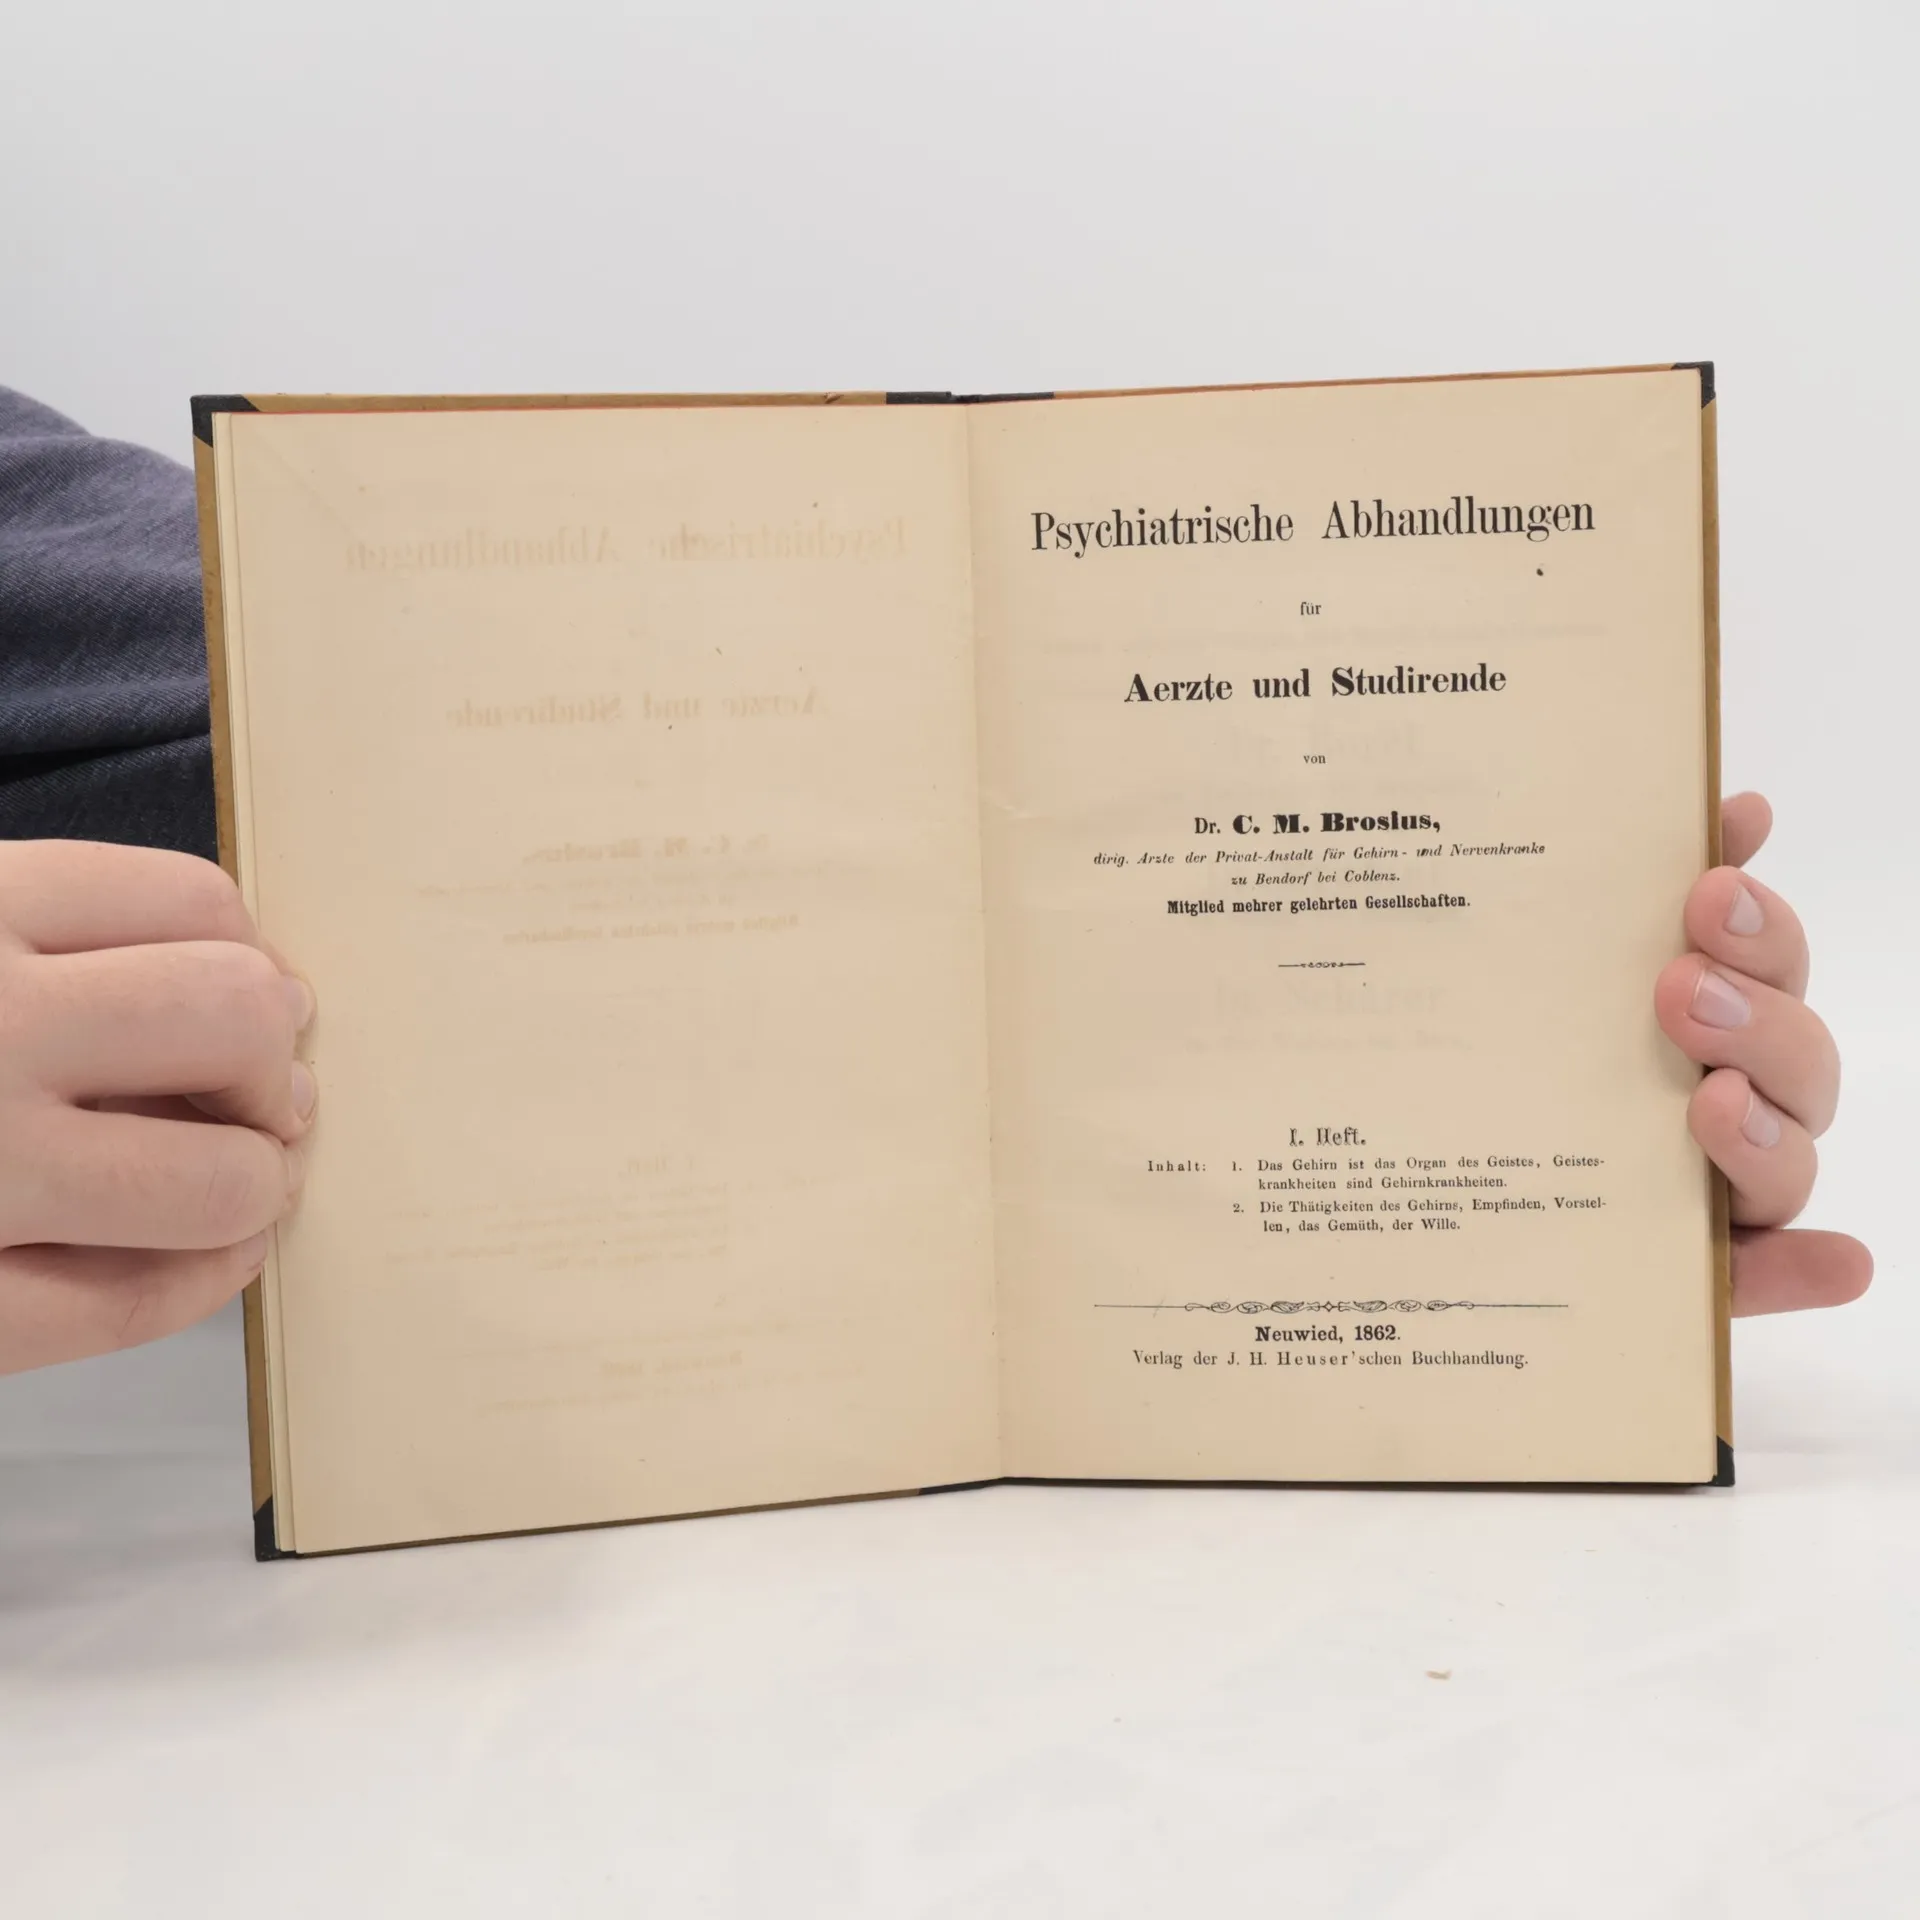 Psychiatrische Abhandlungen
für
Aerzte und Studirende
von
Dr. C. M. Brosius,
dirig. Arzte der Privat-Anstalt für Gehirn- und Nervenkranke
zu Bendorf bei Coblenz.
Mitglied mehrer gelehrten Gesellschaften.
I. Heft.
Inhalt: 1. Das Gehirn ist das Organ des Geistes, Geistes-
krankheiten sind Gehirnkrankheiten.
2. Die Thätigkeiten des Gehirns, Empfinden, Vorstel-
len, das Gemüth, der Wille.
Neuwied, 1862.
Verlag der J. H. Heuser'schen Buchhandlung.